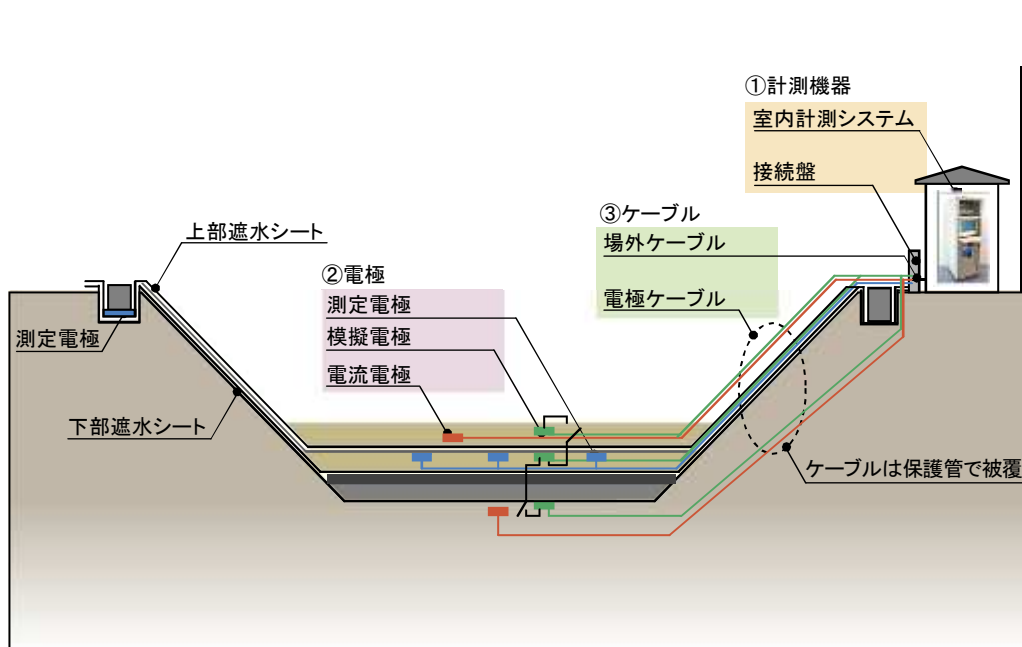 ①計測機器
室内計測システム
接続盤
③ケーブル
場外ケーブル
電極ケーブル
上部遮水シート
②電極
測定電極
模擬電極
電流電極
測定電極
下部遮水シート
ケーブルは保護管で被覆